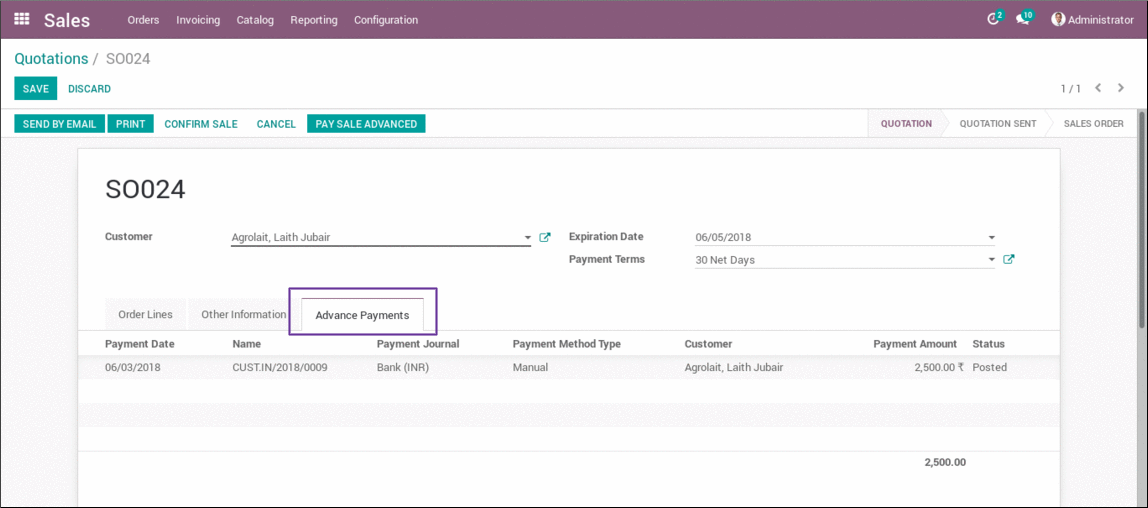 Sales Orders Invoicing Catalog Reporting Configuration 2 10 Administrator
Quotations / SO024
SAVE DISCARD 1 / 1
SEND BY EMAIL PRINT CONFIRM SALE CANCEL PAY SALE ADVANCED QUOTATION QUOTATION SENT SALES ORDER
SO024
Customer Agrolait, Laith Jubair Expiration Date 06/05/2018
Payment Terms 30 Net Days
Order Lines Other Information Advance Payments
Payment Date Name Payment Journal Payment Method Type Customer Payment Amount Status
06/03/2018 CUST.IN/2018/0009 Bank (INR) Manual Agrolait, Laith Jubair 2,500.00 ₹ Posted
2,500.00